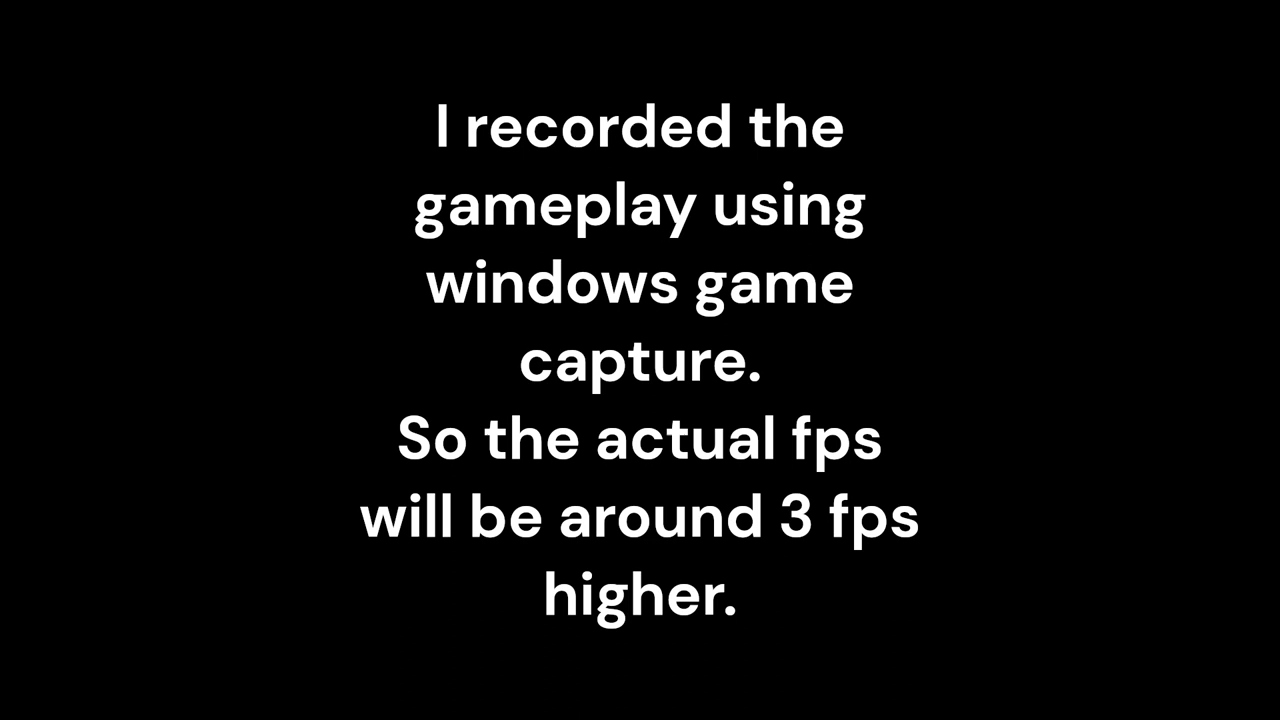 I recorded the
gameplay using
windows game
capture.
So the actual fps
will be around 3 fps
higher.